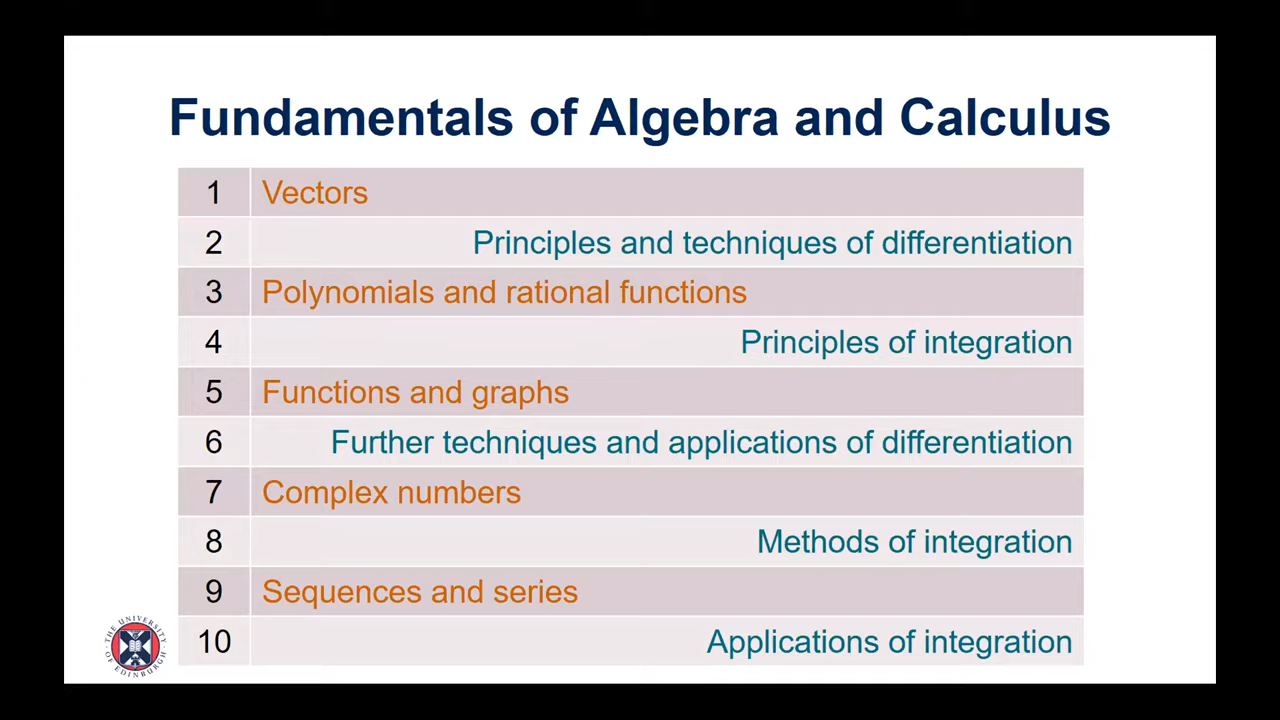 Fundamentals of Algebra and Calculus
1 Vectors
2 Principles and techniques of differentiation
3 Polynomials and rational functions
4 Principles of integration
5 Functions and graphs
6 Further techniques and applications of differentiation
7 Complex numbers
8 Methods of integration
9 Sequences and series
10 Applications of integration
THE UNIVERSITY
OF EDINBURGH